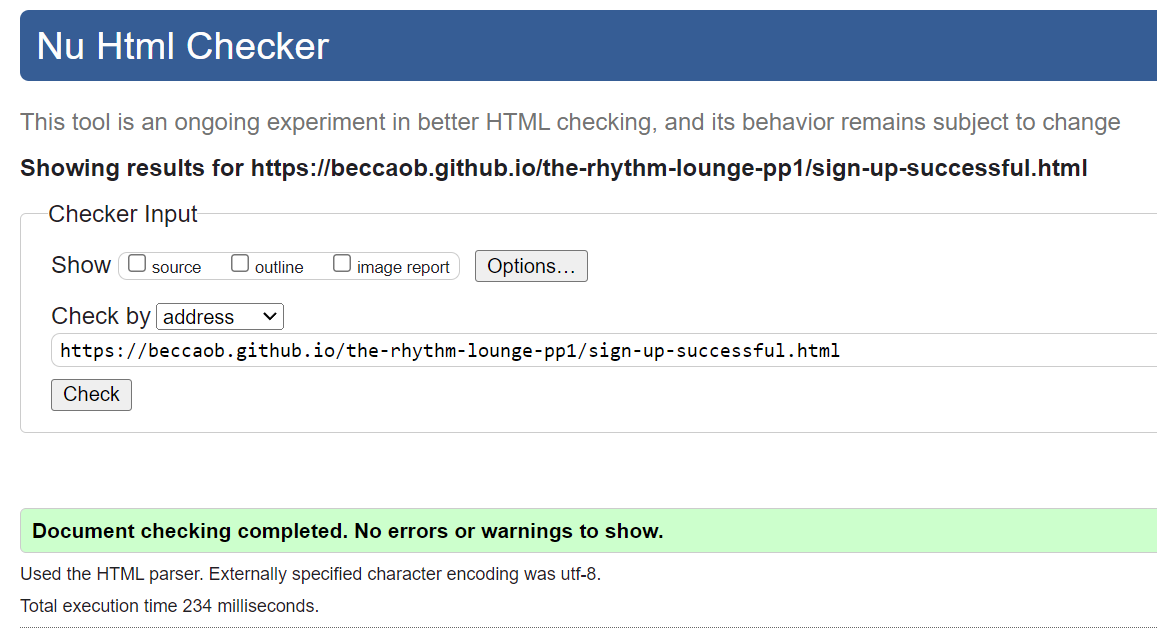 Nu Html Checker
This tool is an ongoing experiment in better HTML checking, and its behavior remains subject to change
Showing results for https://beccaob.github.io/the-rhythm-lounge-pp1/sign-up-successful.html
Checker Input
Show source outline image report Options...
Check by address
https://beccaob.github.io/the-rhythm-lounge-pp1/sign-up-successful.html
Check
Document checking completed. No errors or warnings to show.
Used the HTML parser. Externally specified character encoding was utf-8.
Total execution time 234 milliseconds.